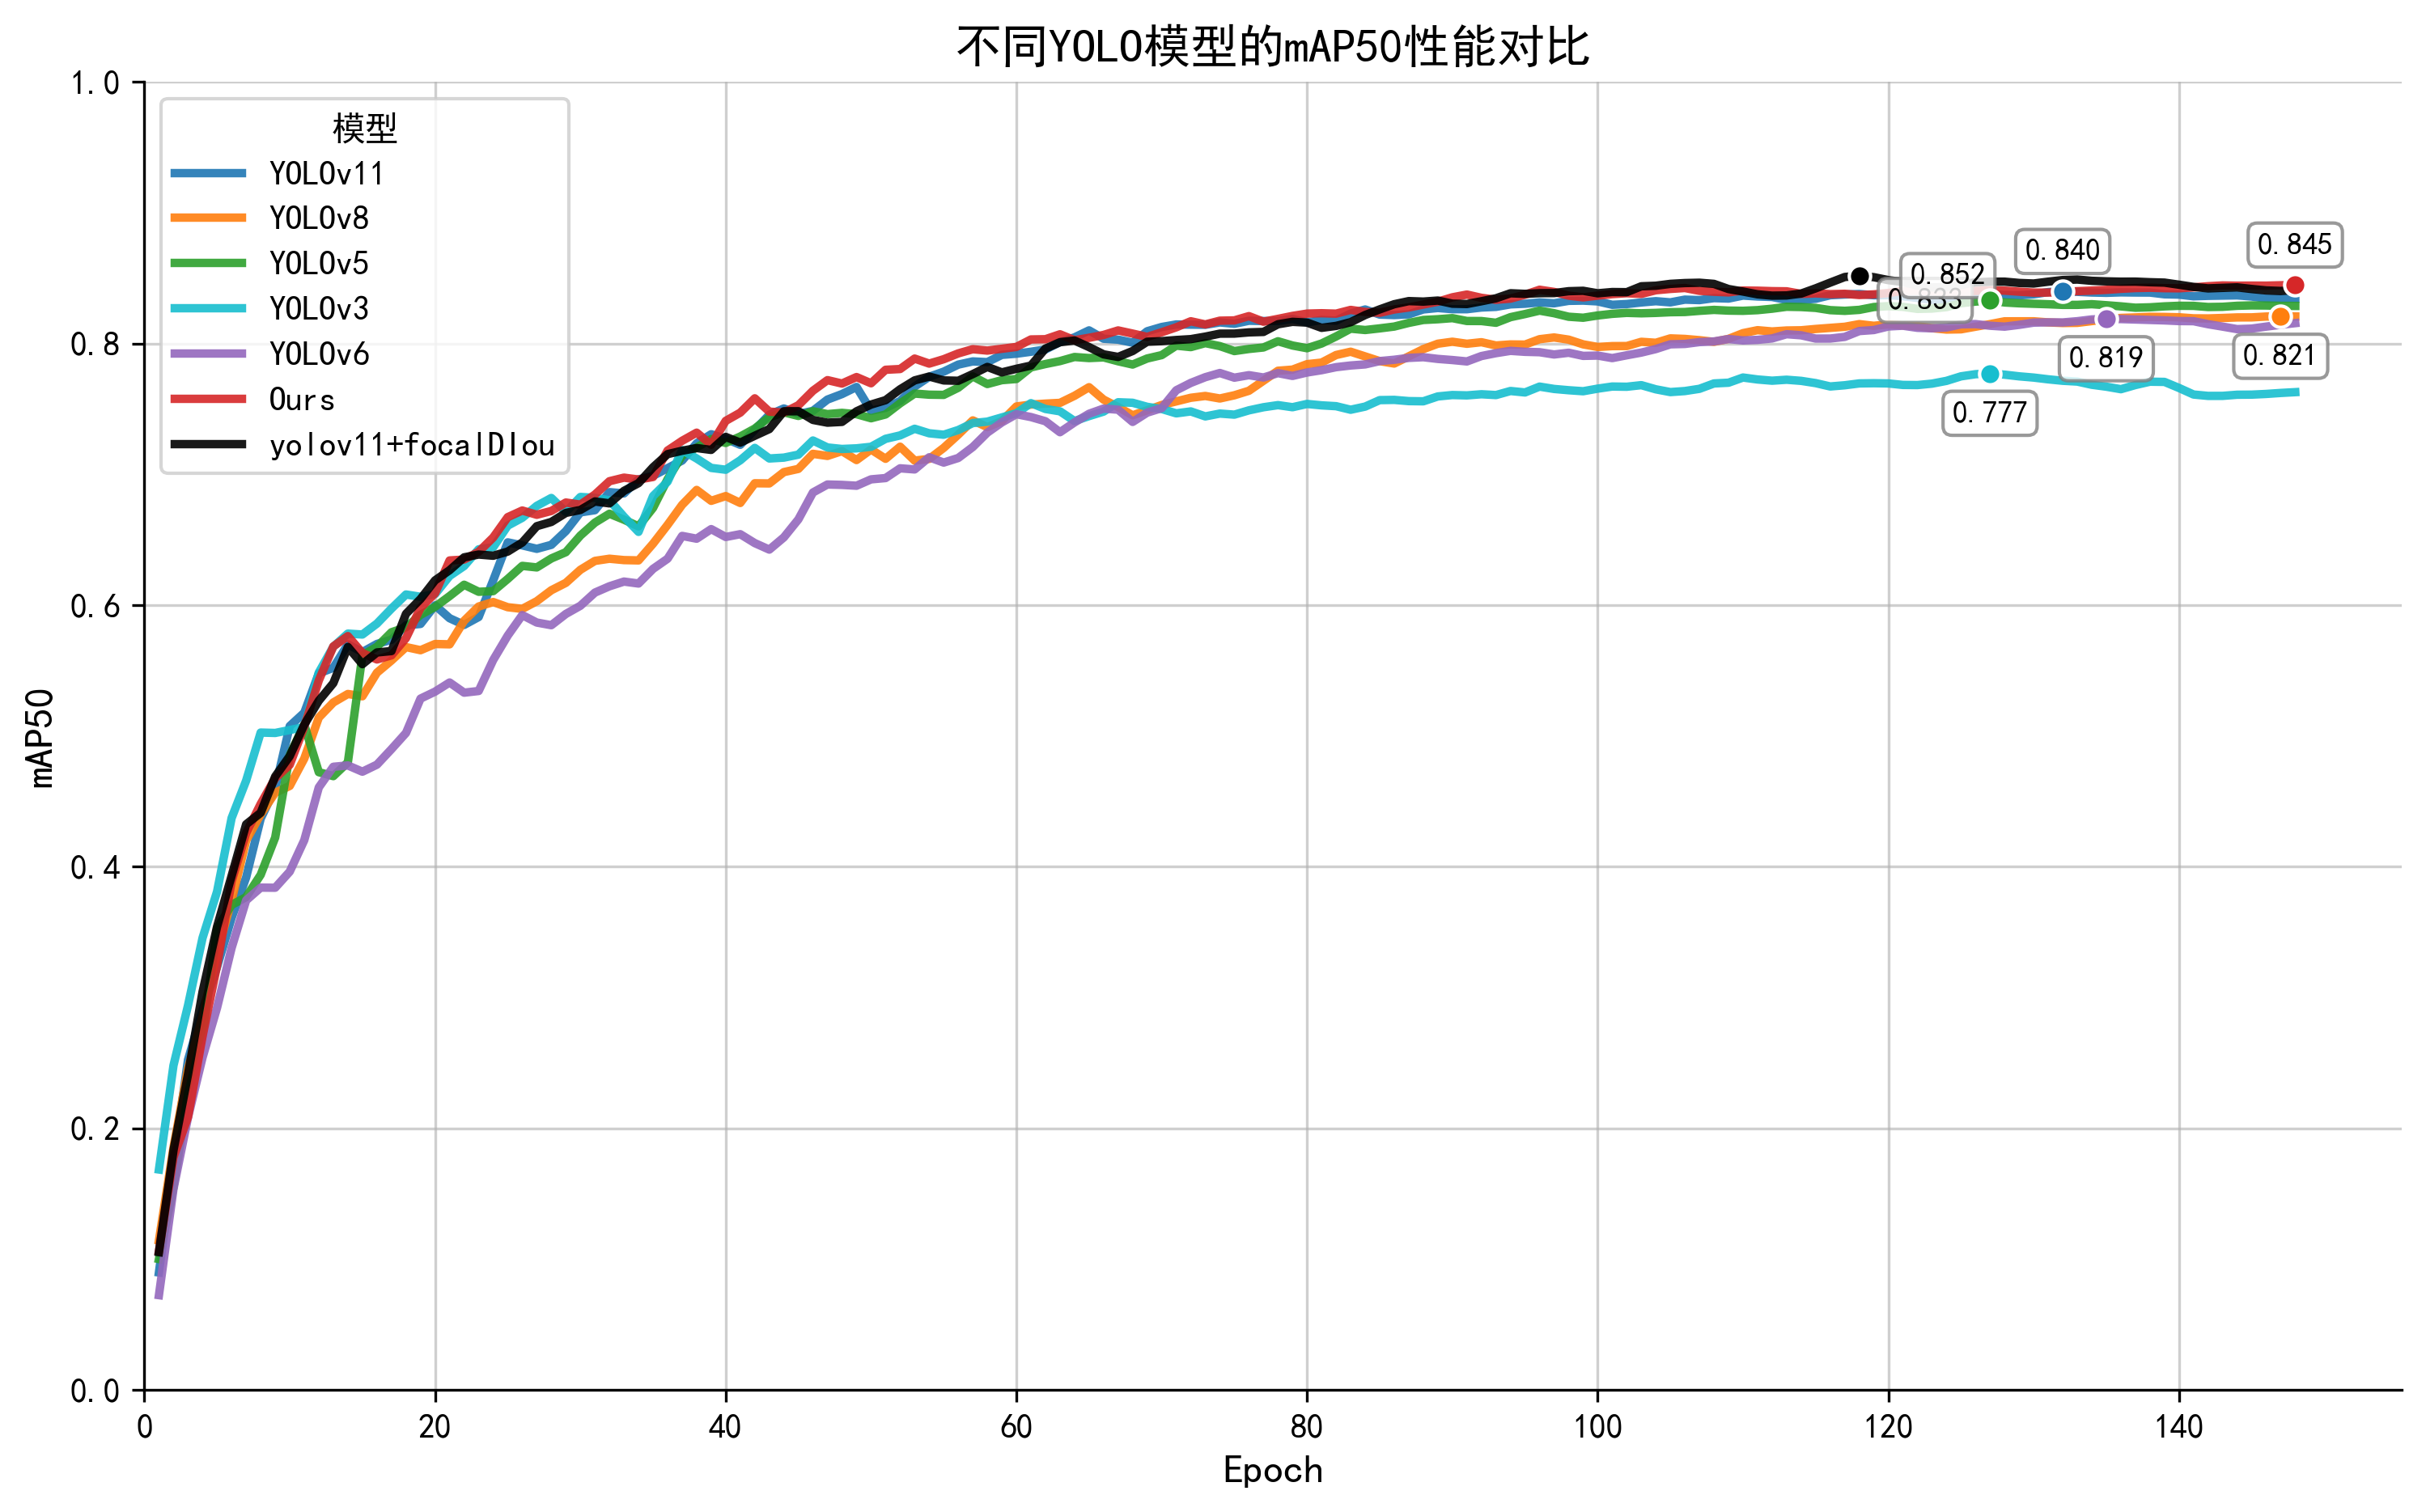 不同YOLO模型的mAP50性能对比
1.0
0.8
0.6
0.4
0.2
0.0
mAP50
模型
YOLOv11
YOLOv8
YOLOv5
YOLOv3
YOLOv6
Ours
yolov11+focalDIou
0.852
0.833
0.840
0.845
0.819
0.821
0.777
0
20
40
60
80
100
120
140
Epoch